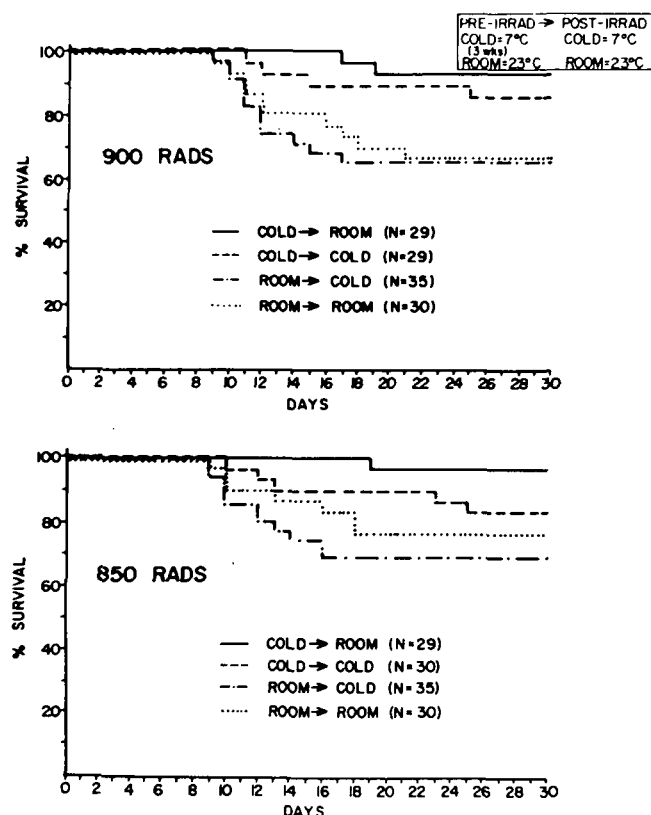 PRE-IRRAD → POST-IRRAD
COLD=7°C COLD=7°C
(3 wks)
ROOM=23°C ROOM=23°C
% SURVIVAL
100
80
60
40
20
900 RADS
COLD → ROOM (N=29)
COLD → COLD (N=29)
ROOM → COLD (N=35)
ROOM → ROOM (N=30)
0 2 4 6 8 10 12 14 16 18 20 22 24 26 28 30
DAYS
% SURVIVAL
100
80
60
40
20
850 RADS
COLD → ROOM (N=29)
COLD → COLD (N=30)
ROOM → COLD (N=35)
ROOM → ROOM (N=30)
0 2 4 6 8 10 12 14 16 18 20 22 24 26 28 30
DAYS